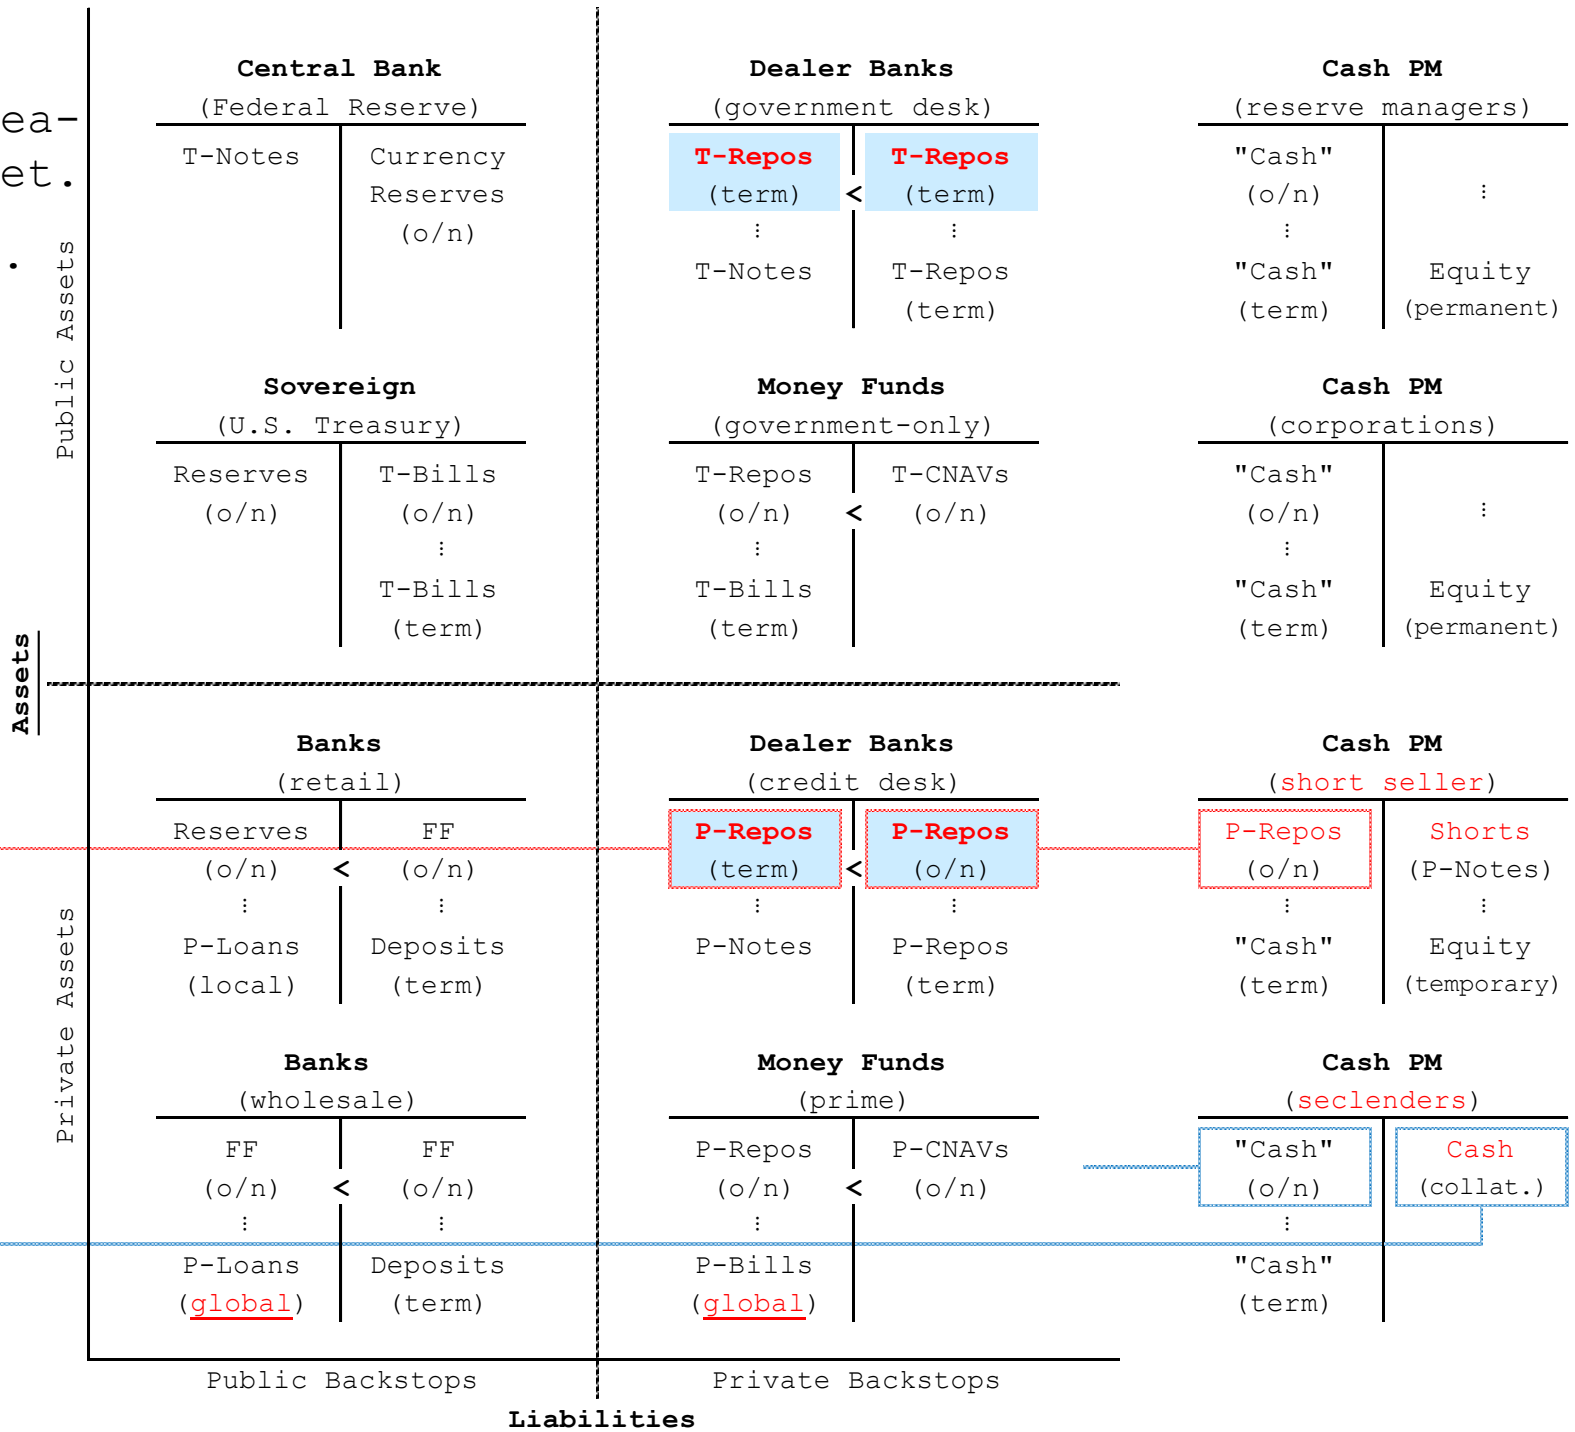 ea-
et.
.
Public Assets
Assets
Private Assets
Central Bank
(Federal Reserve)
T-Notes
Currency
Reserves
(o/n)
Dealer Banks
(government desk)
T-Repos
(term)
⋮
T-Notes
<
T-Repos
(term)
⋮
T-Repos
(term)
Cash PM
(reserve managers)
"Cash"
(o/n)
⋮
"Cash"
(term)
⋮
Equity
(permanent)
Sovereign
(U.S. Treasury)
Reserves
(o/n)
T-Bills
(o/n)
⋮
T-Bills
(term)
Money Funds
(government-only)
T-Repos
(o/n)
⋮
T-Bills
(term)
<
T-CNAVs
(o/n)
Cash PM
(corporations)
"Cash"
(o/n)
⋮
"Cash"
(term)
⋮
Equity
(permanent)
Banks
(retail)
Reserves
(o/n)
⋮
P-Loans
(local)
<
FF
(o/n)
⋮
Deposits
(term)
Dealer Banks
(credit desk)
P-Repos
(term)
⋮
P-Notes
<
P-Repos
(o/n)
⋮
P-Repos
(term)
Cash PM
(short seller)
P-Repos
(o/n)
⋮
"Cash"
(term)
Shorts
(P-Notes)
⋮
Equity
(temporary)
Banks
(wholesale)
FF
(o/n)
⋮
P-Loans
(global)
<
FF
(o/n)
⋮
Deposits
(term)
Money Funds
(prime)
P-Repos
(o/n)
⋮
P-Bills
(global)
<
P-CNAVs
(o/n)
Cash PM
(seclenders)
"Cash"
(o/n)
⋮
"Cash"
(term)
Cash
(collat.)
Public Backstops
Private Backstops
Liabilities